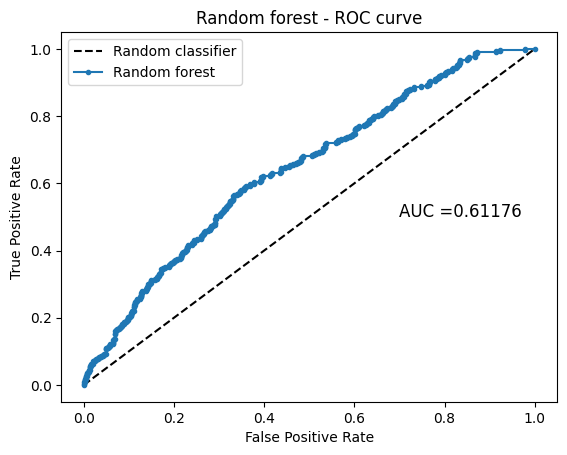 Random forest - ROC curve
Random classifier
Random forest
AUC =0.61176
True Positive Rate
1.0
0.8
0.6
0.4
0.2
0.0
0.0 0.2 0.4 0.6 0.8 1.0
False Positive Rate